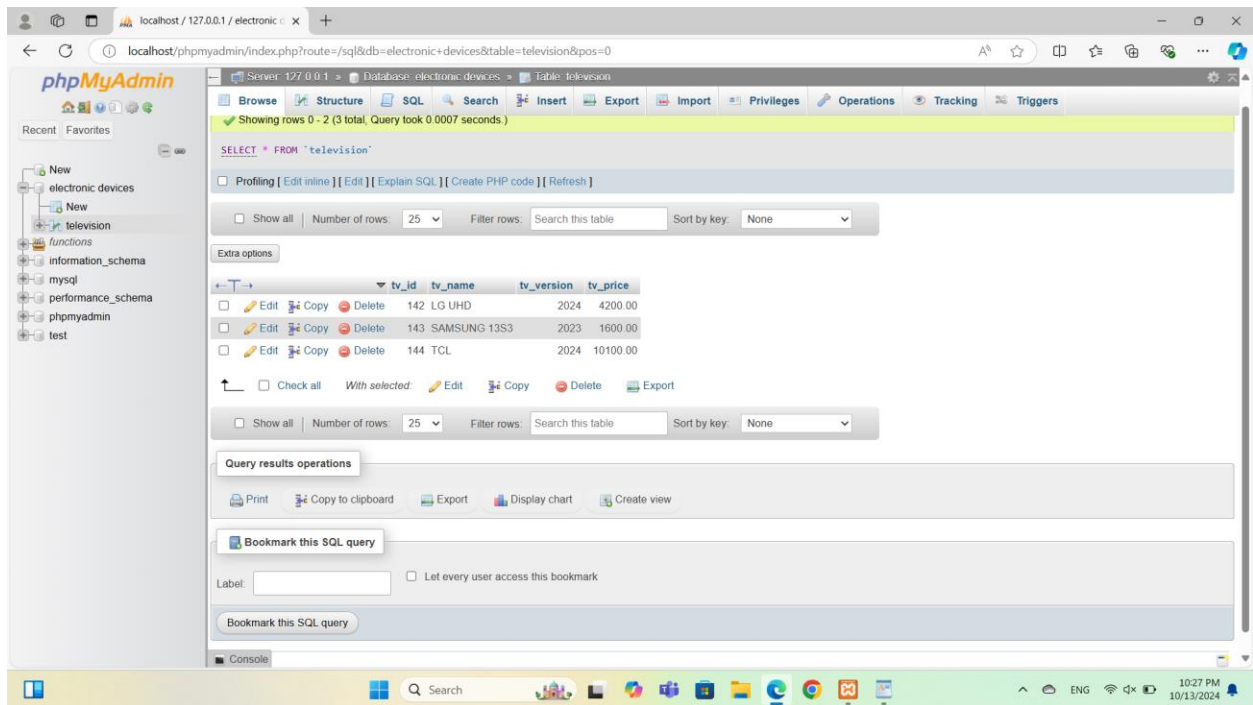 localhost / 127.0.0.1 / electronic d
localhost/phpmyadmin/index.php?route=/sql&db=electronic+devices&table=television&pos=0
phpMyAdmin
Recent Favorites
New
electronic devices
New
television
functions
information_schema
mysql
performance_schema
phpmyadmin
test
Server: 127.0.0.1 » Database: electronic devices » Table: television
Browse Structure SQL Search Insert Export Import Privileges Operations Tracking Triggers
Showing rows 0 - 2 (3 total, Query took 0.0007 seconds.)
SELECT * FROM `television`
Profiling [ Edit inline ] [ Edit ] [ Explain SQL ] [ Create PHP code ] [ Refresh ]
Show all | Number of rows: 25 Filter rows: Search this table Sort by key: None
Extra options
←T→ tv_id tv_name tv_version tv_price
Edit Copy Delete 142 LG UHD 2024 4200.00
Edit Copy Delete 143 SAMSUNG 13S3 2023 1600.00
Edit Copy Delete 144 TCL 2024 10100.00
Check all With selected: Edit Copy Delete Export
Show all | Number of rows: 25 Filter rows: Search this table Sort by key: None
Query results operations
Print Copy to clipboard Export Display chart Create view
Bookmark this SQL query
Label: Let every user access this bookmark
Bookmark this SQL query
Console
Search
ENG
10:27 PM
10/13/2024